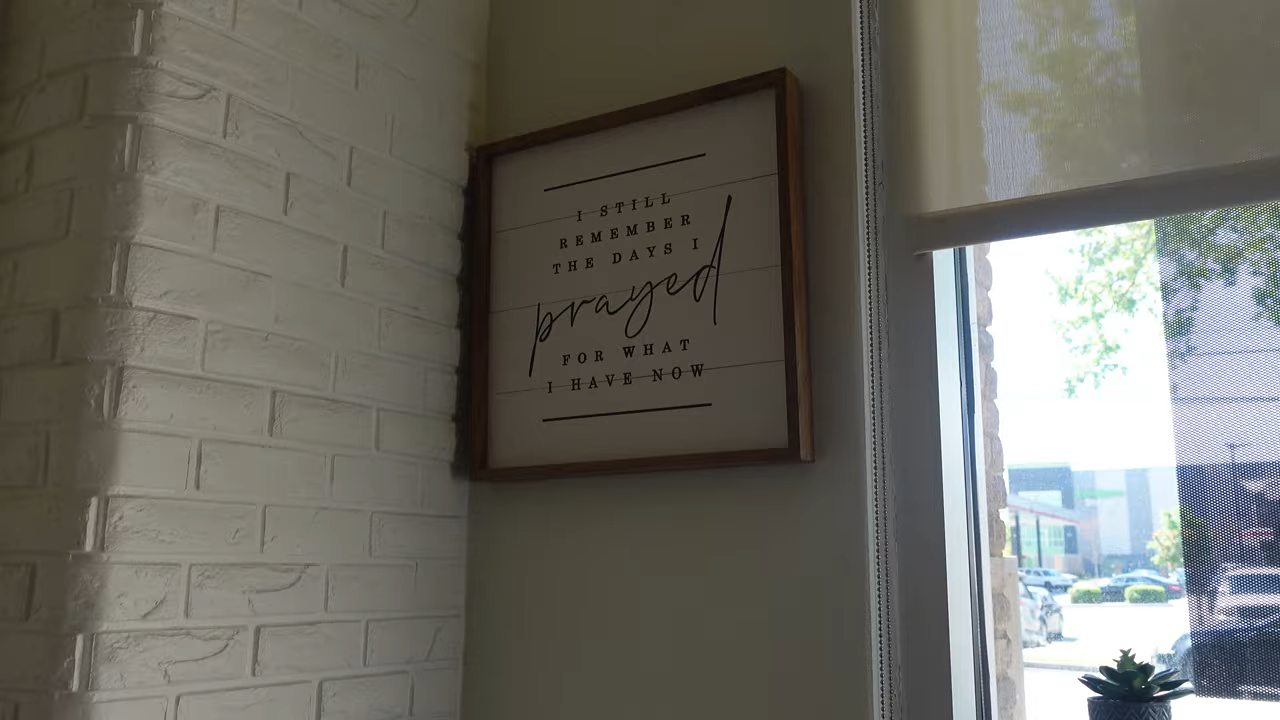 I STILL
REMEMBER
THE DAYS I
prayed
FOR WHAT
I HAVE NOW